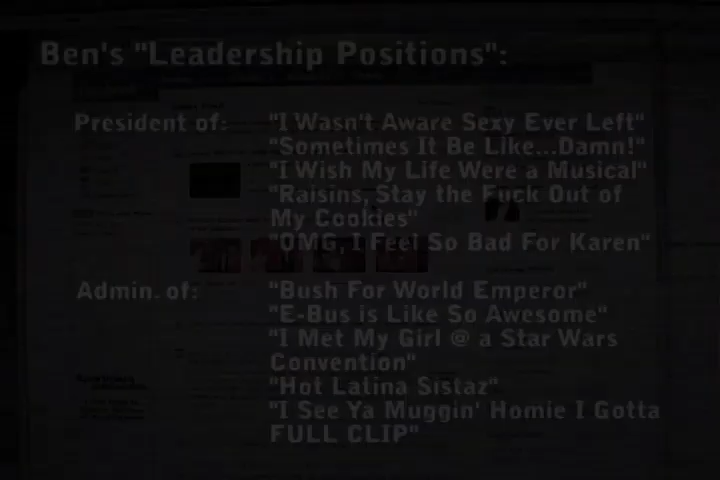 Ben's "Leadership Positions":
President of: "I Wasn't Aware Sexy Ever Left"
"Sometimes It Be Like...Damn!"
"I Wish My Life Were a Musical"
"Raisins, Stay the Fuck Out of
My Cookies"
"OMG, I Feel So Bad For Karen"
Admin. of: "Bush For World Emperor"
"E-Bus is Like So Awesome"
"I Met My Girl @ a Star Wars
Convention"
"Hot Latina Sistaz"
"I See Ya Muggin' Homie I Gotta
FULL CLIP"